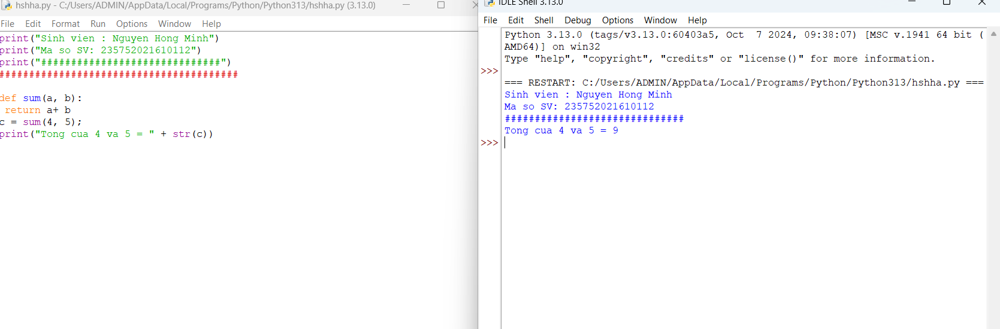 hshha.py - C:/Users/ADMIN/AppData/Local/Programs/Python/Python313/hshha.py (3.13.0)
File Edit Format Run Options Window Help
print("Sinh vien : Nguyen Hong Minh")
print("Ma so SV: 235752021610112")
print("##############################")
########################################
def sum(a, b):
return a+ b
c = sum(4, 5);
print("Tong cua 4 va 5 = " + str(c))
IDLE Shell 3.13.0
File Edit Shell Debug Options Window Help
Python 3.13.0 (tags/v3.13.0:60403a5, Oct  7 2024, 09:38:07) [MSC v.1941 64 bit (
AMD64)] on win32
Type "help", "copyright", "credits" or "license()" for more information.
>>>
=== RESTART: C:/Users/ADMIN/AppData/Local/Programs/Python/Python313/hshha.py ===
Sinh vien : Nguyen Hong Minh
Ma so SV: 235752021610112
##############################
Tong cua 4 va 5 = 9
>>>